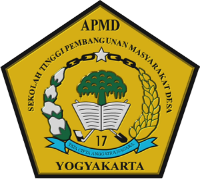 APMD
SEKOLAH TINGGI PEMBANGUNAN MASYARAKAT DESA
17
YOGYAKARTA